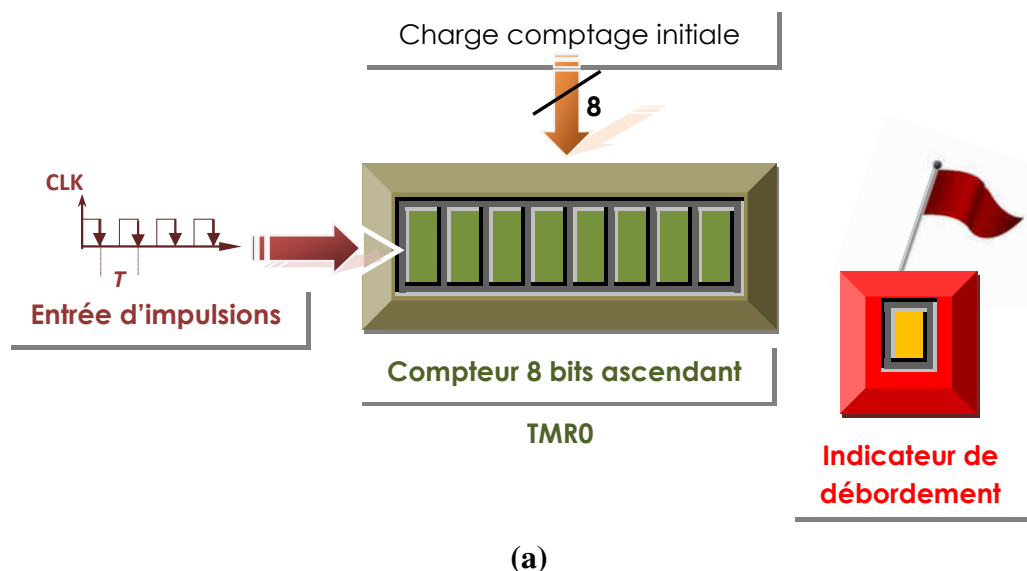 Charge comptage initiale
8
CLK
T
Entrée d’impulsions
Compteur 8 bits ascendant
TMR0
Indicateur de
débordement
(a)